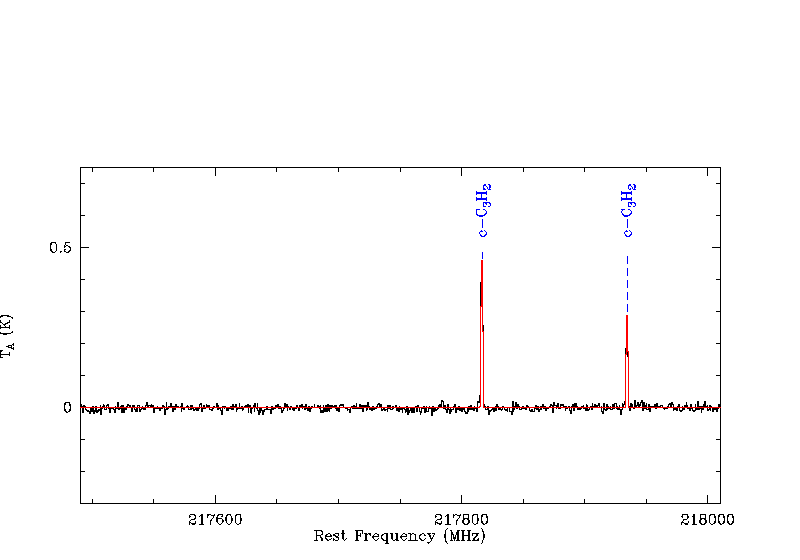 c-C3H2
c-C3H2
0.5
0
TA (K)
217600
217800
218000
Rest Frequency (MHz)